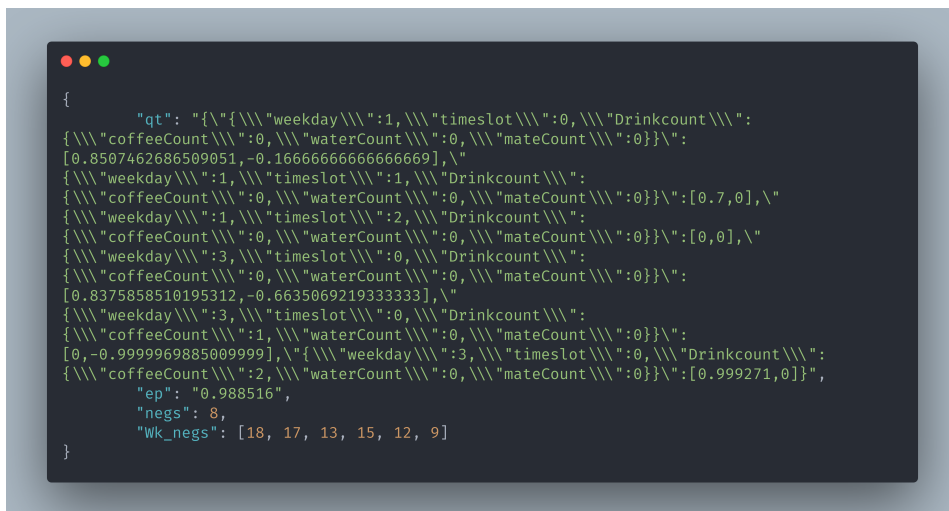 {
"qt": "{\"{\\\"weekday\\\":1,\\\"timeslot\\\":0,\\\"Drinkcount\\\":
{\\\"coffeeCount\\\":0,\\\"waterCount\\\":0,\\\"mateCount\\\":0}}\":
[0.8507462686509051,-0.16666666666666669],\"
{\\\"weekday\\\":1,\\\"timeslot\\\":1,\\\"Drinkcount\\\":
{\\\"coffeeCount\\\":0,\\\"waterCount\\\":0,\\\"mateCount\\\":0}}\":[0.7,0],\"
{\\\"weekday\\\":1,\\\"timeslot\\\":2,\\\"Drinkcount\\\":
{\\\"coffeeCount\\\":0,\\\"waterCount\\\":0,\\\"mateCount\\\":0}}\":[0,0],\"
{\\\"weekday\\\":3,\\\"timeslot\\\":0,\\\"Drinkcount\\\":
{\\\"coffeeCount\\\":0,\\\"waterCount\\\":0,\\\"mateCount\\\":0}}\":
[0.8375858510195312,-0.6635069219333333],\"
{\\\"weekday\\\":3,\\\"timeslot\\\":0,\\\"Drinkcount\\\":
{\\\"coffeeCount\\\":1,\\\"waterCount\\\":0,\\\"mateCount\\\":0}}\":
[0,-0.9999969885009999],\"{\\\"weekday\\\":3,\\\"timeslot\\\":0,\\\"Drinkcount\\\":
{\\\"coffeeCount\\\":2,\\\"waterCount\\\":0,\\\"mateCount\\\":0}}\":[0.999271,0]}",
"ep": "0.988516",
"negs": 8,
"Wk_negs": [18, 17, 13, 15, 12, 9]
}